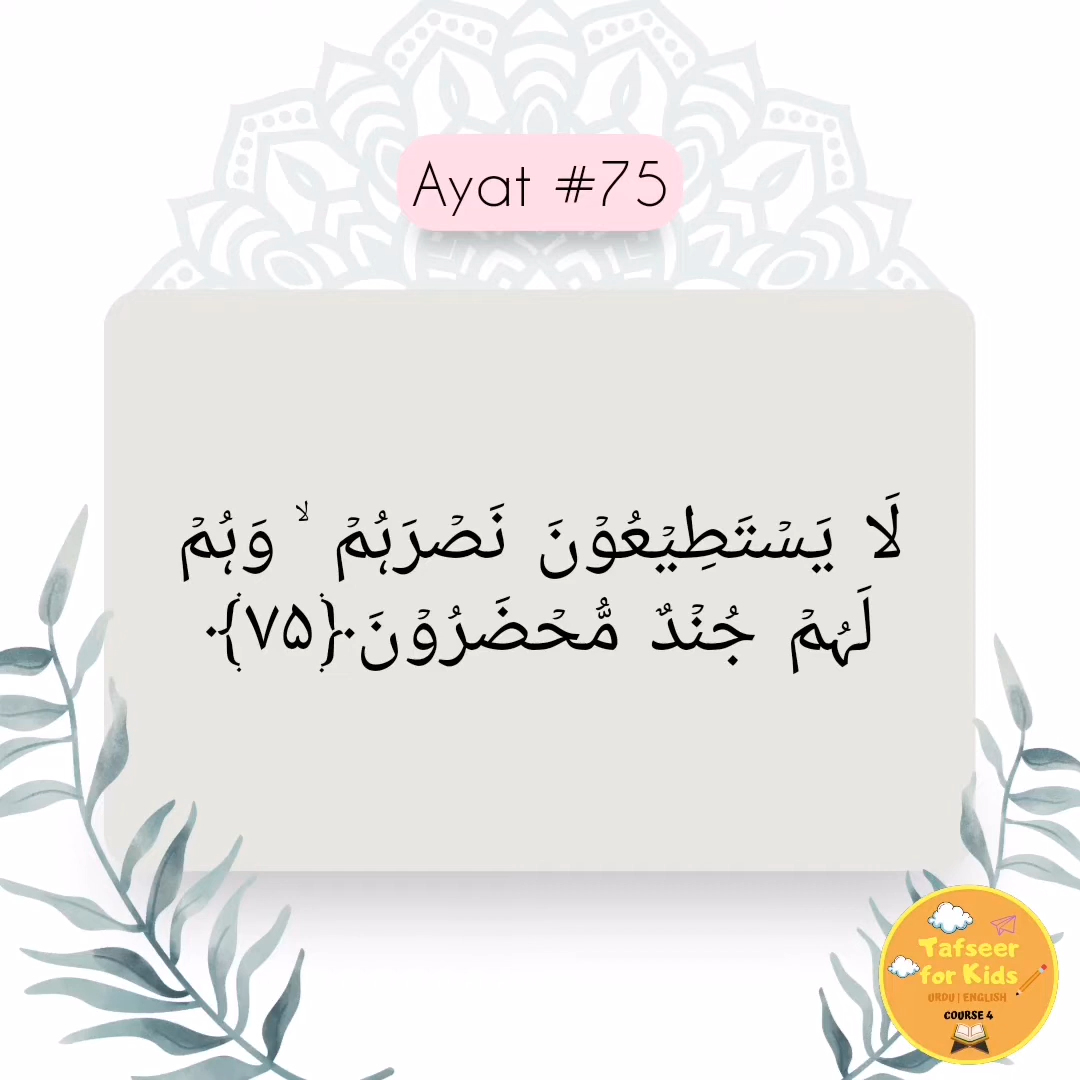 Ayat #75
لَا یَسۡتَطِیۡعُوۡنَ نَصۡرَہُمۡ ۙ وَہُمۡ
لَہُمۡ جُنۡدٌ مُّحۡضَرُوۡنَ ﴿۷۵﴾
Tafseer
for Kids
URDU | ENGLISH
COURSE 4